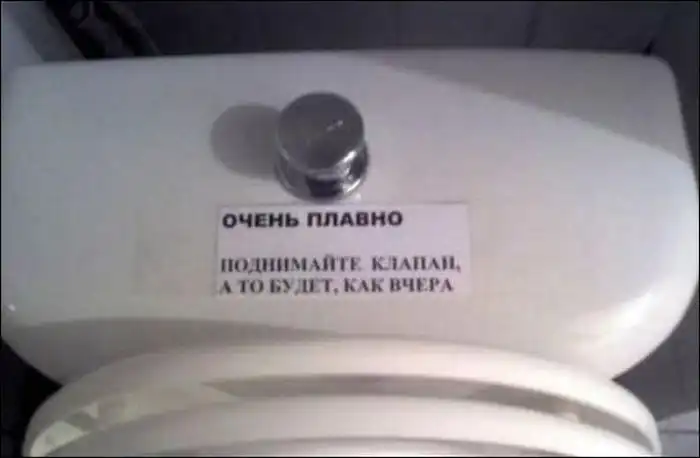 ОЧЕНЬ ПЛАВНО
ПОДНИМАЙТЕ КЛАПАН,
А ТО БУДЕТ, КАК ВЧЕРА